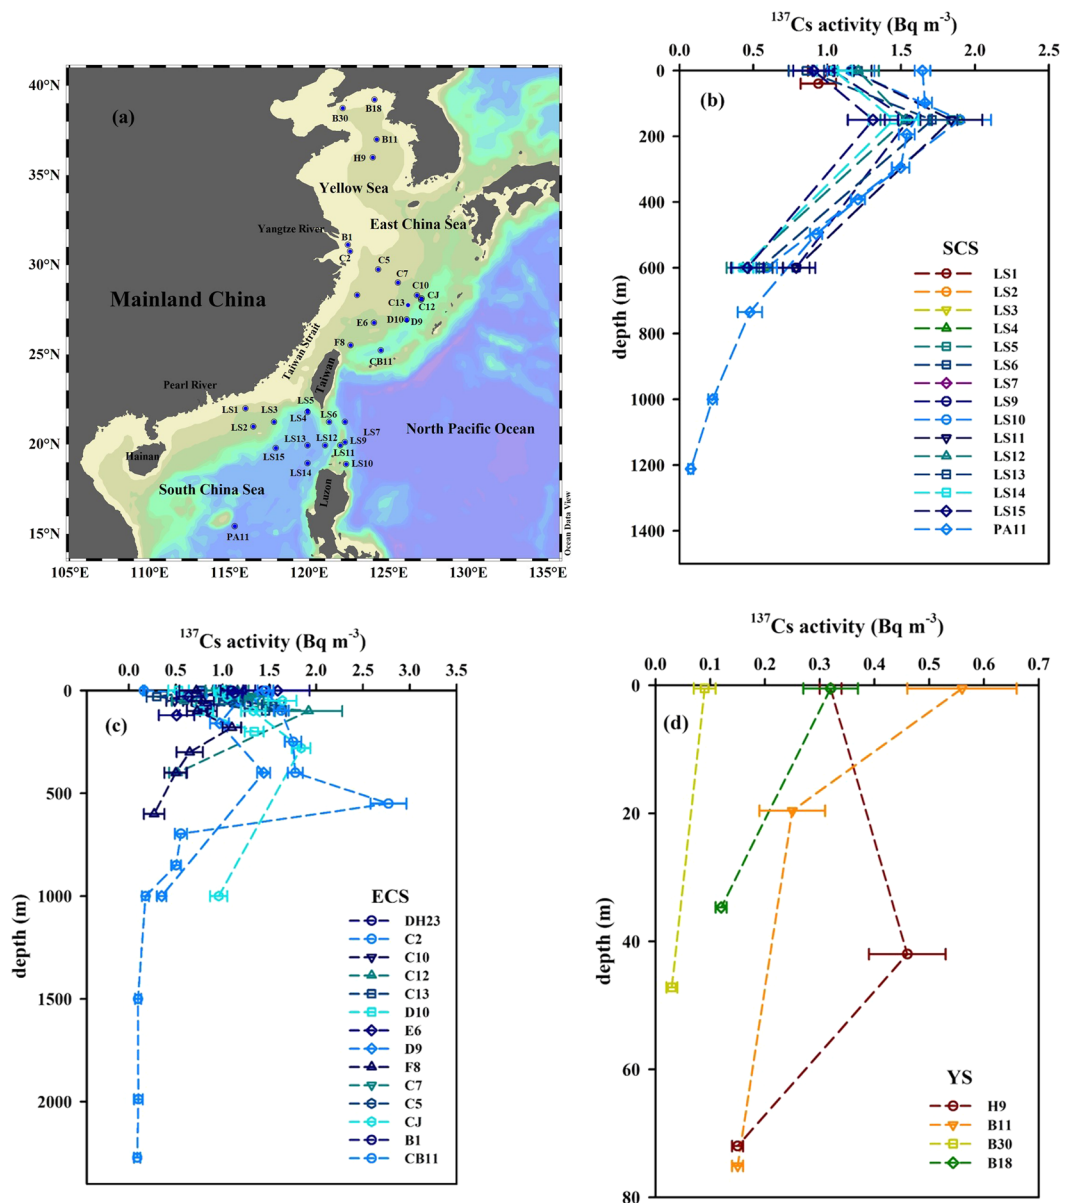 (a)
40°N
35°N
30°N
25°N
20°N
15°N
105°E 110°E 115°E 120°E 125°E 130°E 135°E
B18
B30
B11
H9
Yellow Sea
East China Sea
Yangtze River
B1
C2
C5
C7
C10
CJ
C13
C12
D10
D9
E6
F8
CB11
Mainland China
Taiwan Strait
Taiwan
Pearl River
LS1
LS3
LS5
LS4
LS6
LS2
LS7
LS13
LS12
LS9
LS11
LS15
LS14
LS10
Hainan
North Pacific Ocean
South China Sea
Luzon
PA11
Ocean Data View
137Cs activity (Bq m-3)
0.0 0.5 1.0 1.5 2.0 2.5
(b)
0
200
400
600
800
1000
1200
1400
depth (m)
SCS
LS1
LS2
LS3
LS4
LS5
LS6
LS7
LS9
LS10
LS11
LS12
LS13
LS14
LS15
PA11
137Cs activity (Bq m-3)
0.0 0.5 1.0 1.5 2.0 2.5 3.0 3.5
(c)
0
500
1000
1500
2000
depth (m)
ECS
DH23
C2
C10
C12
C13
D10
E6
D9
F8
C7
C5
CJ
B1
CB11
137Cs activity (Bq m-3)
0.0 0.1 0.2 0.3 0.4 0.5 0.6 0.7
(d)
0
20
40
60
80
depth (m)
YS
H9
B11
B30
B18